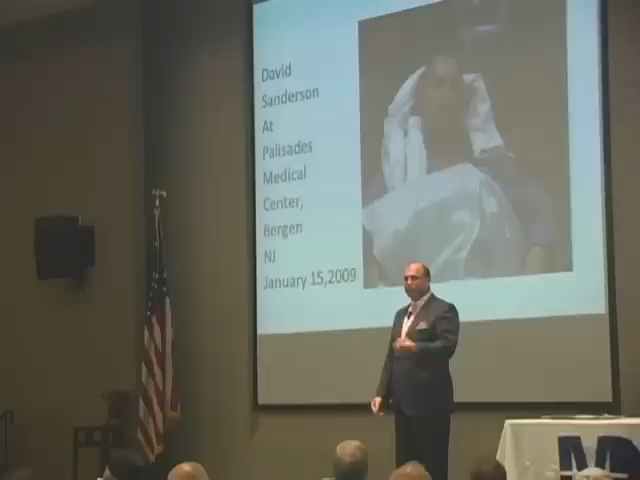 David
Sanderson
At
Palisades
Medical
Center,
Bergen
NJ
January 15,2009